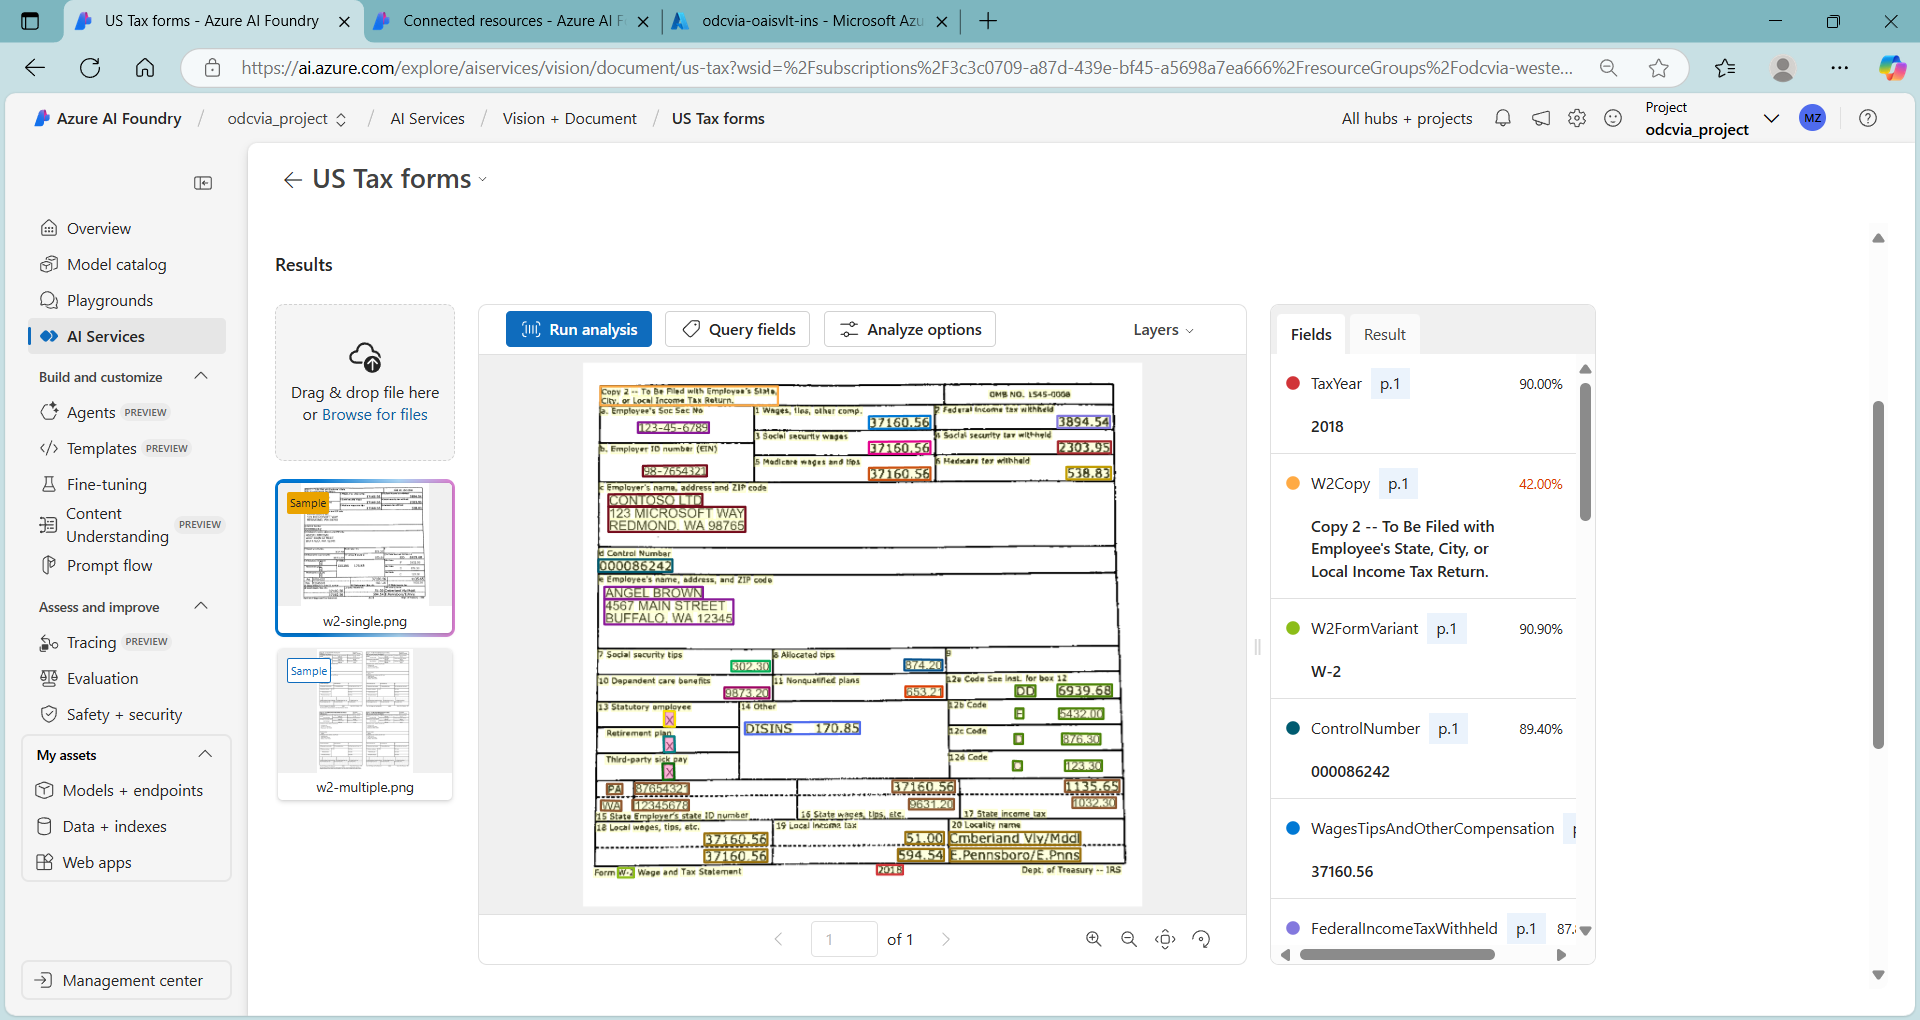 US Tax forms - Azure AI Foundry
Connected resources - Azure AI F
odcvia-oaisvlt-ins - Microsoft Azu
https://ai.azure.com/explore/aiservices/vision/document/us-tax?wsid=%2Fsubscriptions%2F3c3c0709-a87d-439e-bf45-a5698a7ea666%2FresourceGroups%2Fodcvia-weste...
Azure AI Foundry / odcvia_project / AI Services / Vision + Document / US Tax forms
All hubs + projects
Project
odcvia_project
MZ
US Tax forms
Overview
Model catalog
Playgrounds
AI Services
Build and customize
Agents PREVIEW
Templates PREVIEW
Fine-tuning
Content
Understanding PREVIEW
Prompt flow
Assess and improve
Tracing PREVIEW
Evaluation
Safety + security
My assets
Models + endpoints
Data + indexes
Web apps
Management center
Results
Drag & drop file here
or Browse for files
Sample
w2-single.png
Sample
w2-multiple.png
Run analysis
Query fields
Analyze options
Layers
Copy 2 -- To Be Filed with Employee's State,
City, or Local Income Tax Return.
OMB NO. 1545-0008
a. Employee's Soc Sec No
123-45-6789
1 Wages, tips, other comp.
37160.56
2 Federal income tax withheld
3894.54
3 Social security wages
37160.56
4 Social security tax withheld
2303.95
b. Employer ID number (EIN)
98-7654321
5 Medicare wages and tips
37160.56
6 Medicare tax withheld
538.83
c Employer's name, address and ZIP code
CONTOSO LTD
123 MICROSOFT WAY
REDMOND, WA 98765
d Control Number
000086242
e Employee's name, address, and ZIP code
ANGEL BROWN
4567 MAIN STREET
BUFFALO, WA 12345
7 Social security tips
302.30
8 Allocated tips
874.20
9
10 Dependent care benefits
9873.20
11 Nonqualified plans
653.21
12a Code See inst. for box 12
DD 6939.68
13 Statutory employee
X
14 Other
DISINS 170.85
12b Code
5432.00
Retirement plan
X
12c Code
D 876.30
Third-party sick pay
X
12d Code
123.30
PA 87654321 37160.56 1135.65
WA 12345678 9631.20 1032.30
15 State Employer's state ID number
16 State wages, tips, etc.
17 State income tax
18 Local wages, tips, etc.
37160.56
37160.56
19 Local income tax
51.00
594.54
20 Locality name
Cmberland Vly/Mddl
E.Pennsboro/E.Pnns
Form W-2 Wage and Tax Statement
2018
Dept. of Treasury -- IRS
1 of 1
Fields
Result
TaxYear p.1 90.00%
2018
W2Copy p.1 42.00%
Copy 2 -- To Be Filed with
Employee's State, City, or
Local Income Tax Return.
W2FormVariant p.1 90.90%
W-2
ControlNumber p.1 89.40%
000086242
WagesTipsAndOtherCompensation
37160.56
FederalIncomeTaxWithheld p.1 87.